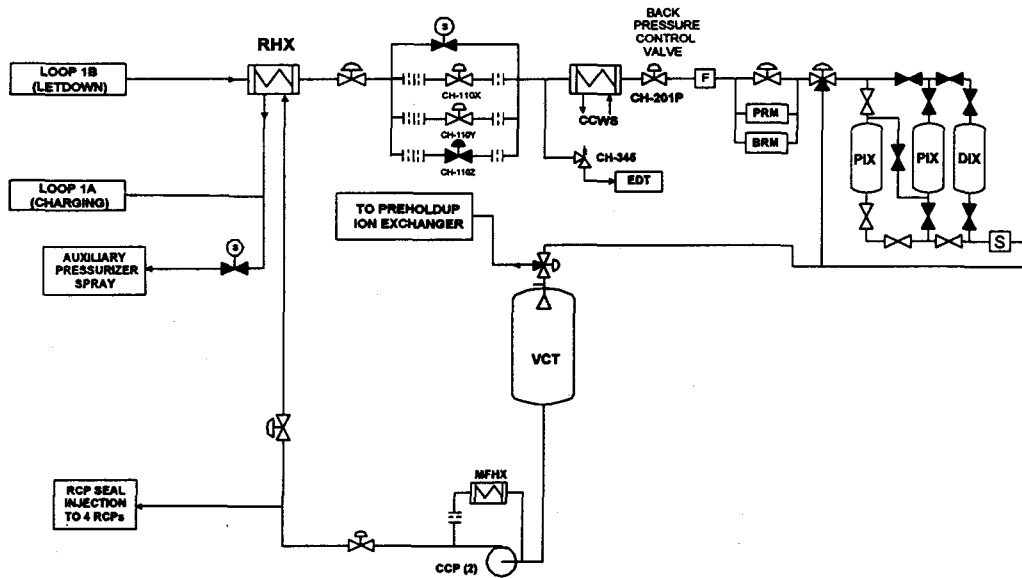 BACK
PRESSURE
CONTROL
VALVE
S
RHX
LOOP 1B
(LETDOWN)
CH-110X
CH-201P
F
CCWS
PRM
CH-110Y
BRM
CH-345
PIX
PIX
DIX
CH-110Z
EDT
LOOP 1A
(CHARGING)
TO PREHOLDUP
ION EXCHANGER
S
S
AUXILIARY
PRESSURIZER
SPRAY
VCT
MFHX
RCP SEAL
INJECTION
TO 4 RCPs
CCP (2)